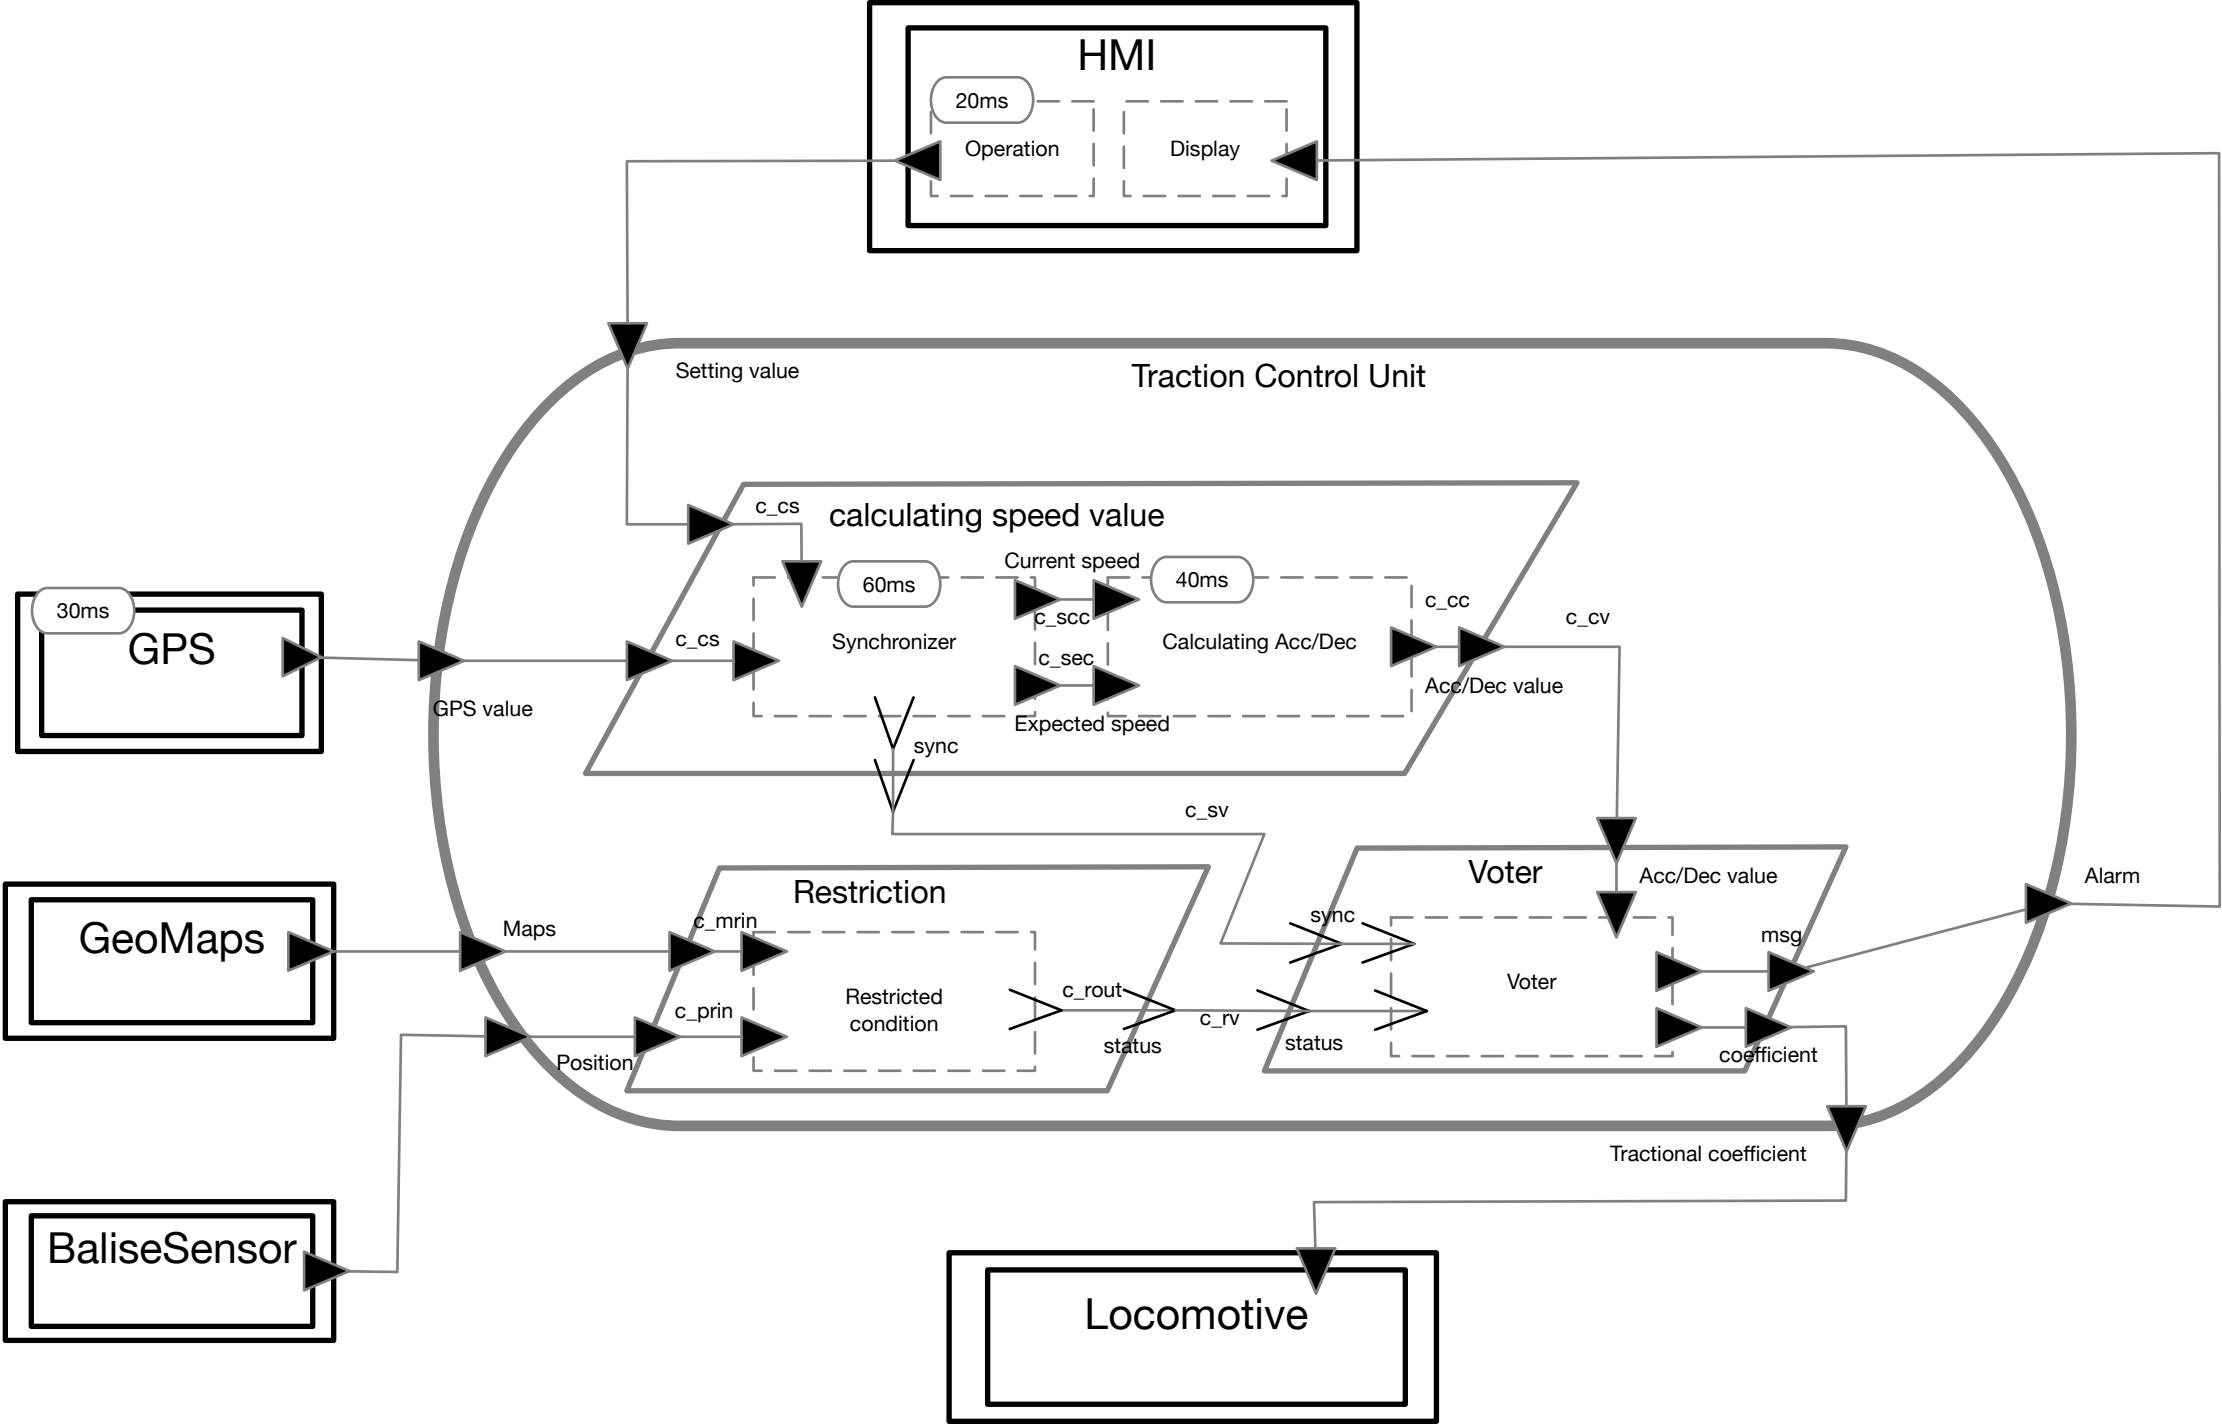 HMI
20ms
Operation
Display
Setting value
Traction Control Unit
c_cs
calculating speed value
Current speed
30ms
60ms
40ms
GPS
c_cs
Synchronizer
c_scc
Calculating Acc/Dec
c_cc
c_cv
c_sec
GPS value
Expected speed
Acc/Dec value
sync
c_sv
Restriction
Voter
Acc/Dec value
Alarm
GeoMaps
Maps
c_mrin
sync
msg
Restricted
condition
c_rout
Voter
c_prin
c_rv
Position
status
status
coefficient
Tractional coefficient
BaliseSensor
Locomotive